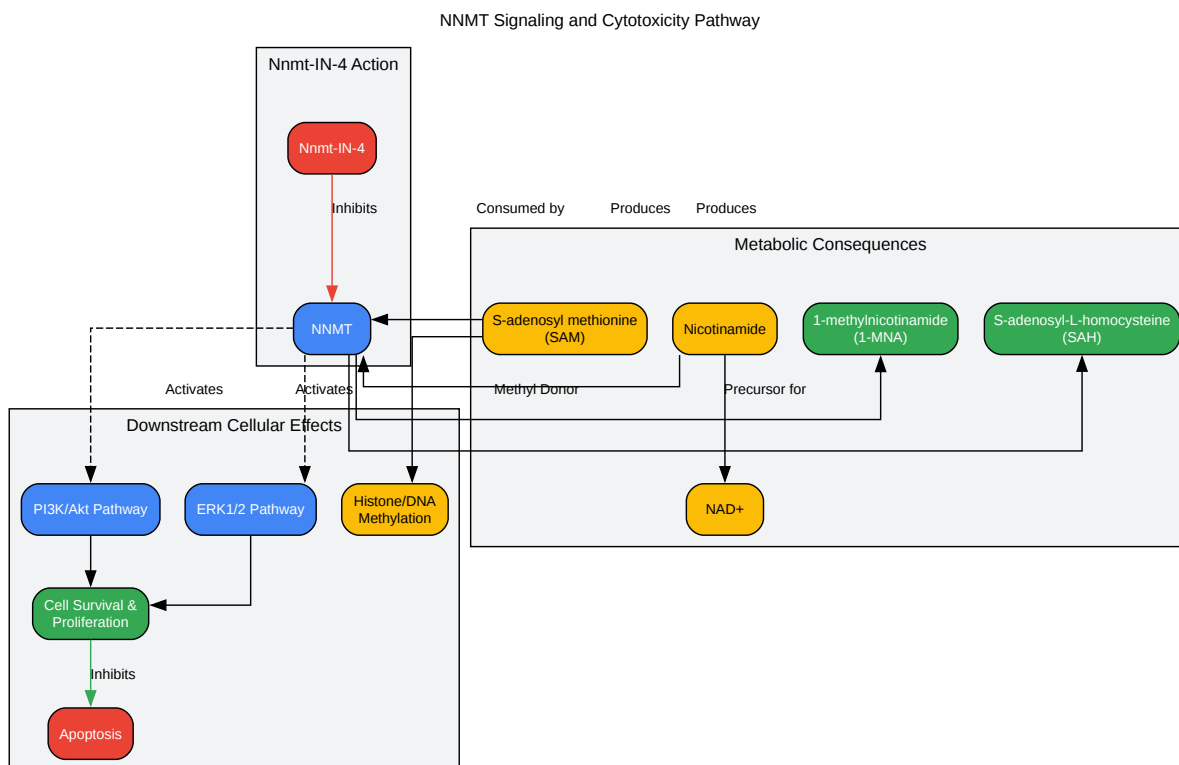 NNMT Signaling and Cytotoxicity Pathway
Nnmt-IN-4 Action
Nnmt-IN-4
Inhibits
Consumed by
Produces
Produces
Metabolic Consequences
NNMT
S-adenosyl methionine
(SAM)
Nicotinamide
1-methylnicotinamide
(1-MNA)
S-adenosyl-L-homocysteine
(SAH)
Activates
Activates
Methyl Donor
Precursor for
Downstream Cellular Effects
PI3K/Akt Pathway
ERK1/2 Pathway
Histone/DNA
Methylation
NAD+
Cell Survival &
Proliferation
Inhibits
Apoptosis